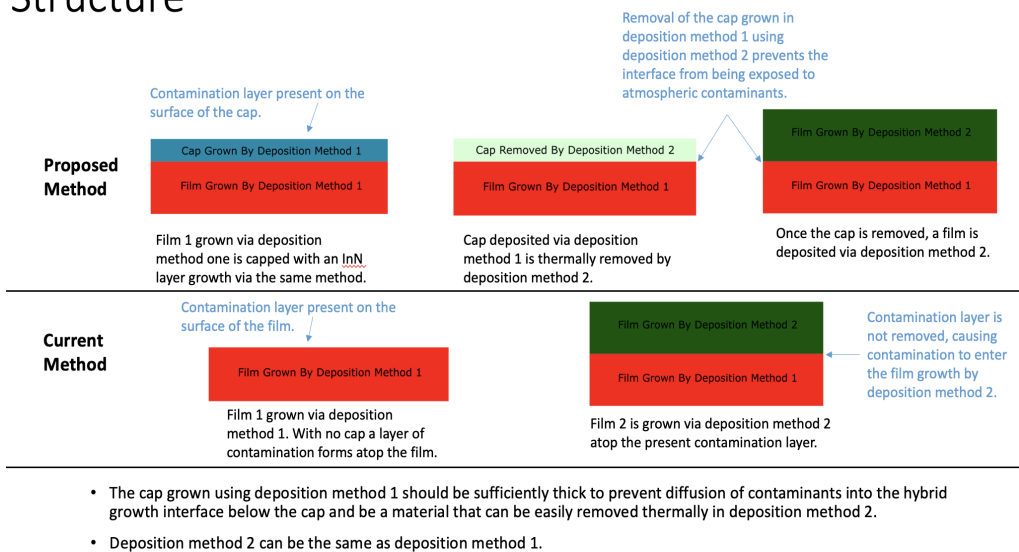 Structure
Removal of the cap grown in
deposition method 1 using
deposition method 2 prevents the
interface from being exposed to
atmospheric contaminants.
Contamination layer present on the
surface of the cap.
Proposed
Method
Cap Grown By Deposition Method 1
Film Grown By Deposition Method 1
Cap Removed By Deposition Method 2
Film Grown By Deposition Method 1
Film Grown By Deposition Method 2
Film Grown By Deposition Method 1
Film 1 grown via deposition
method one is capped with an InN
layer growth via the same method.
Cap deposited via deposition
method 1 is thermally removed by
deposition method 2.
Once the cap is removed, a film is
deposited via deposition method 2.
Current
Method
Contamination layer present on the
surface of the film.
Film Grown By Deposition Method 1
Film 1 grown via deposition
method 1. With no cap a layer of
contamination forms atop the film.
Film Grown By Deposition Method 2
Film Grown By Deposition Method 1
Film 2 is grown via deposition method 2
atop the present contamination layer.
Contamination layer is
not removed, causing
contamination to enter
the film growth by
deposition method 2.
• The cap grown using deposition method 1 should be sufficiently thick to prevent diffusion of contaminants into the hybrid
growth interface below the cap and be a material that can be easily removed thermally in deposition method 2.
• Deposition method 2 can be the same as deposition method 1.